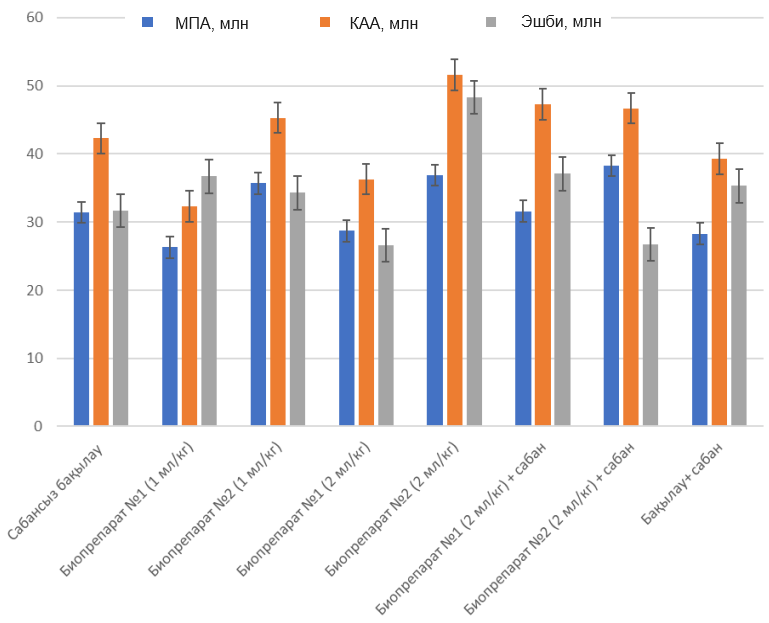 60
МПА, млн
КАА, млн
Эшби, млн
50
40
30
20
10
0
Сабансыз бақылау
Биопрепарат №1 (1 мл/кг)
Биопрепарат №2 (1 мл/кг)
Биопрепарат №1 (2 мл/кг)
Биопрепарат №2 (2 мл/кг)
Биопрепарат №1 (2 мл/кг) + сабан
Биопрепарат №2 (2 мл/кг) + сабан
Бақылау+сабан